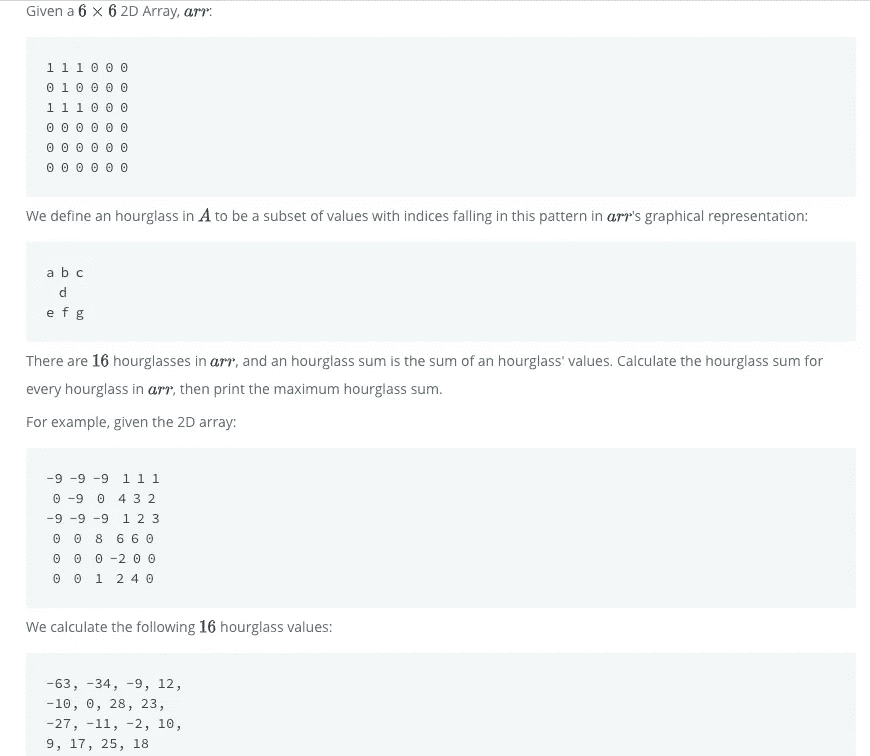 Given a 6 × 6 2D Array, arr:
1 1 1 0 0 0
0 1 0 0 0 0
1 1 1 0 0 0
0 0 0 0 0 0
0 0 0 0 0 0
0 0 0 0 0 0
We define an hourglass in A to be a subset of values with indices falling in this pattern in arr's graphical representation:
a b c
d
e f g
There are 16 hourglasses in arr, and an hourglass sum is the sum of an hourglass' values. Calculate the hourglass sum for
every hourglass in arr, then print the maximum hourglass sum.
For example, given the 2D array:
-9 -9 -9 1 1 1
0 -9 0 4 3 2
-9 -9 -9 1 2 3
0 0 8 6 6 0
0 0 0 -2 0 0
0 0 1 2 4 0
We calculate the following 16 hourglass values:
-63, -34, -9, 12,
-10, 0, 28, 23,
-27, -11, -2, 10,
9, 17, 25, 18